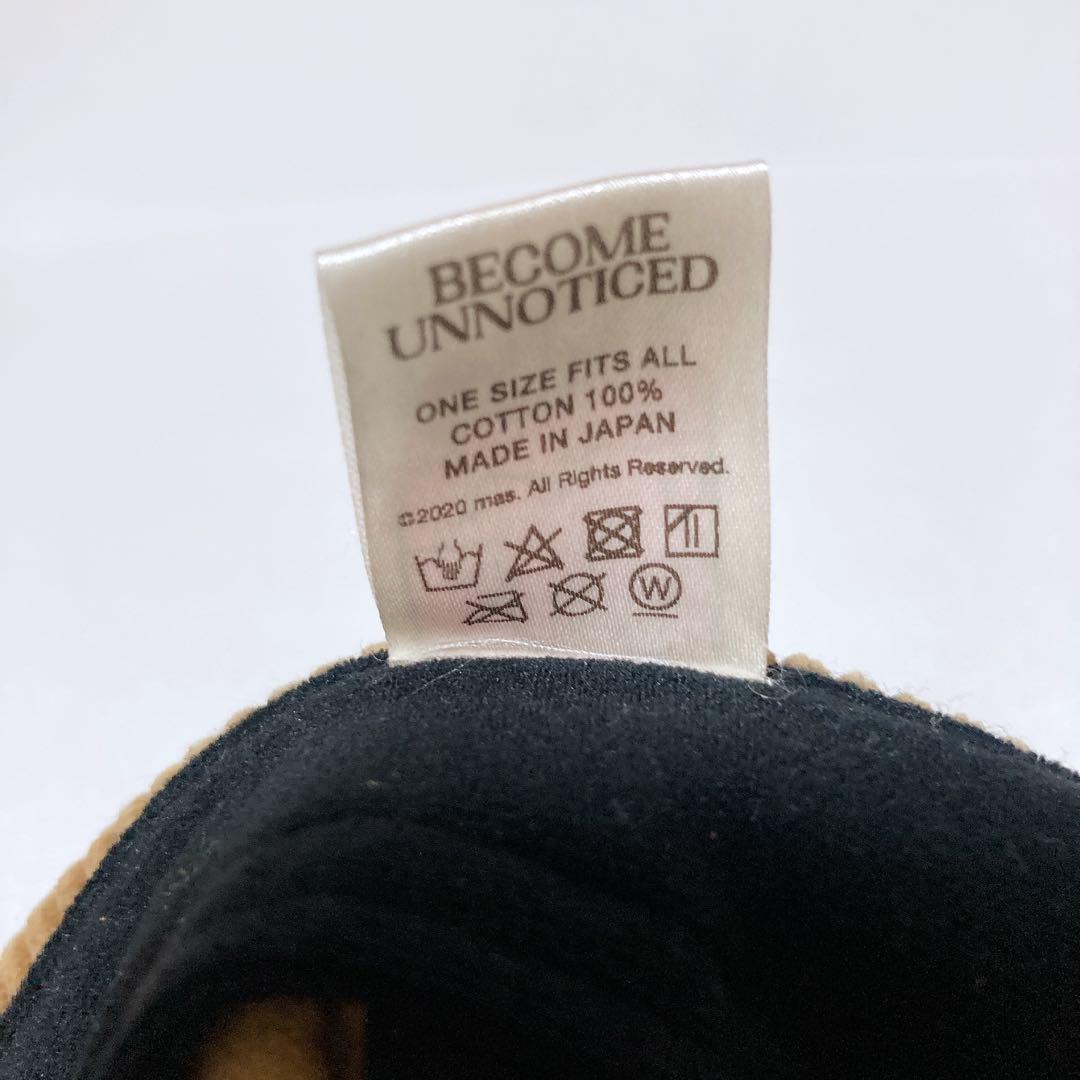 BECOME
UNNOTICED
ONE SIZE FITS ALL
COTTON 100%
MADE IN JAPAN
©2020 mas. All Rights Reserved.
W